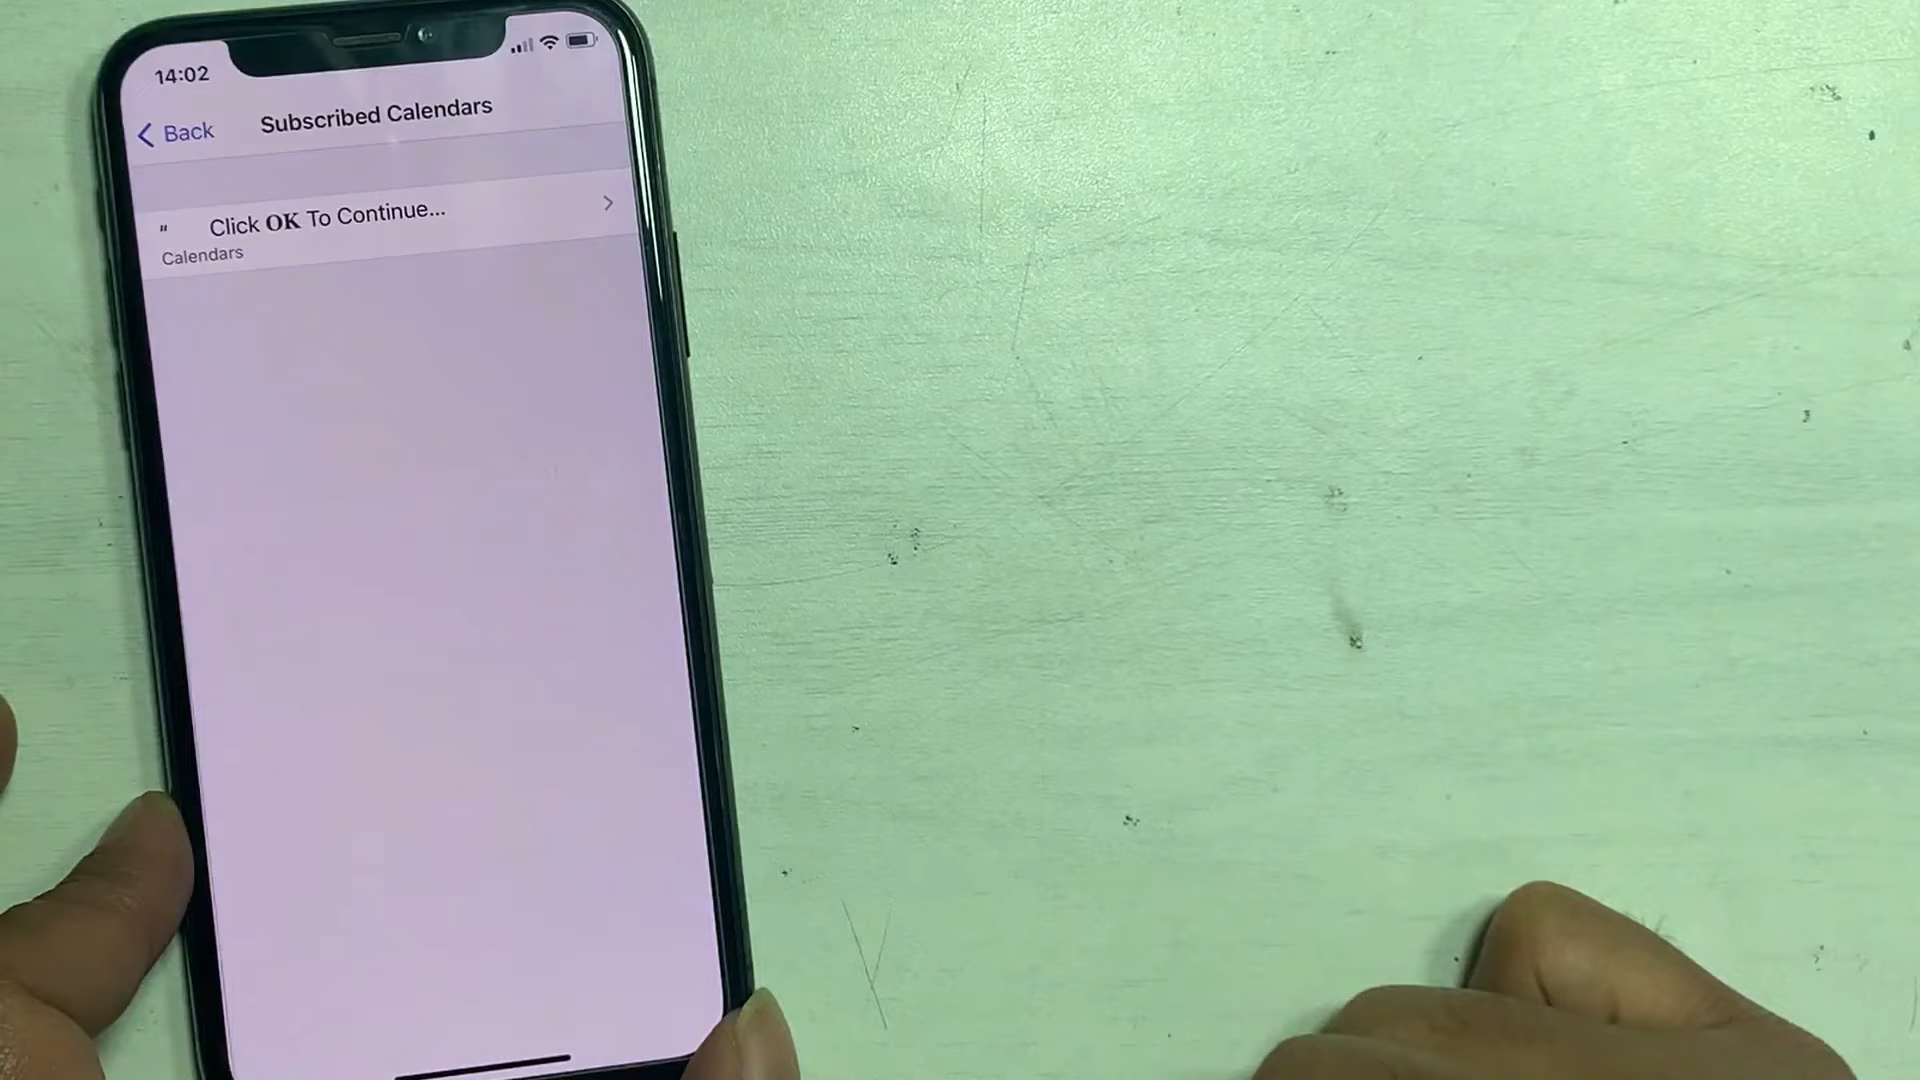 14:02
Back
Subscribed Calendars
" Click OK To Continue...
Calendars